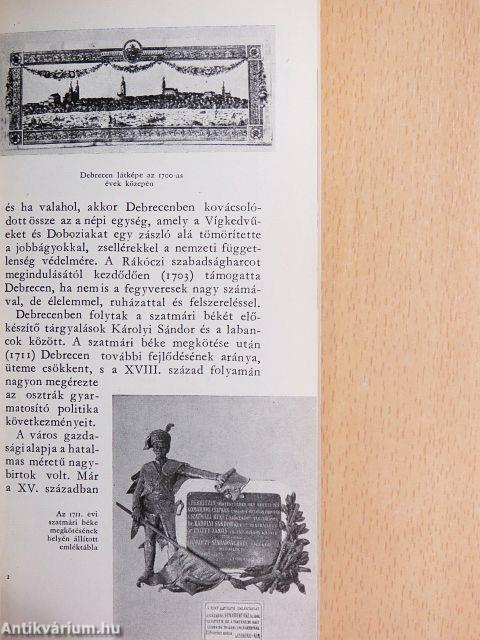 Debrecen látképe az 1700-as
évek közepén
és ha valahol, akkor Debrecenben kovácsoló-
dott össze az a népi egység, amely a Vígkedvű-
eket és Doboziakat egy zászló alá tömörítette
a jobbágyokkal, zsellérekkel a nemzeti függet-
lenség védelmére. A Rákóczi szabadságharcot
megindulásától kezdődően (1703) támogatta
Debrecen, ha nem is a fegyveresek nagy számá-
val, de élelemmel, ruházattal és felszereléssel.
Debrecenben folytak a szatmári békét elő-
készítő tárgyalások Károlyi Sándor és a laban-
cok között. A szatmári béke megkötése után
(1711) Debrecen további fejlődésének aránya,
üteme csökkent, s a XVIII. század folyamán
nagyon megérezte
az osztrák gyar-
matosító politika
következményeit.
A város gazda-
sági alapja a hatal-
mas méretű nagy-
birtok volt. Már
a XV. században
Az 1711. évi
szatmári béke
megkötésének
helyén állított
emléktábla
2
Antikvárium.hu